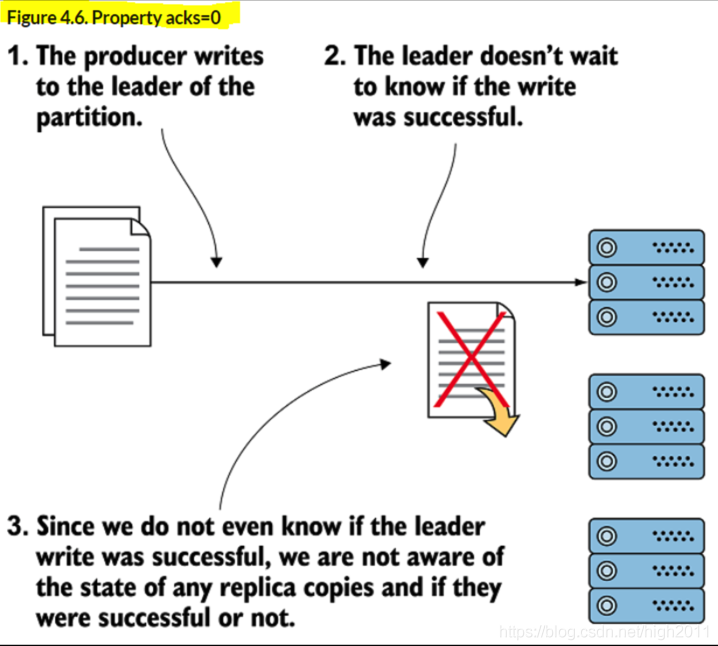 Figure 4.6. Property acks=0
1. The producer writes
to the leader of the
partition.
2. The leader doesn't wait
to know if the write
was successful.
3. Since we do not even know if the leader
write was successful, we are not aware of
the state of any replica copies and if they
were successful or not.
https://blog.csdn.net/high2011